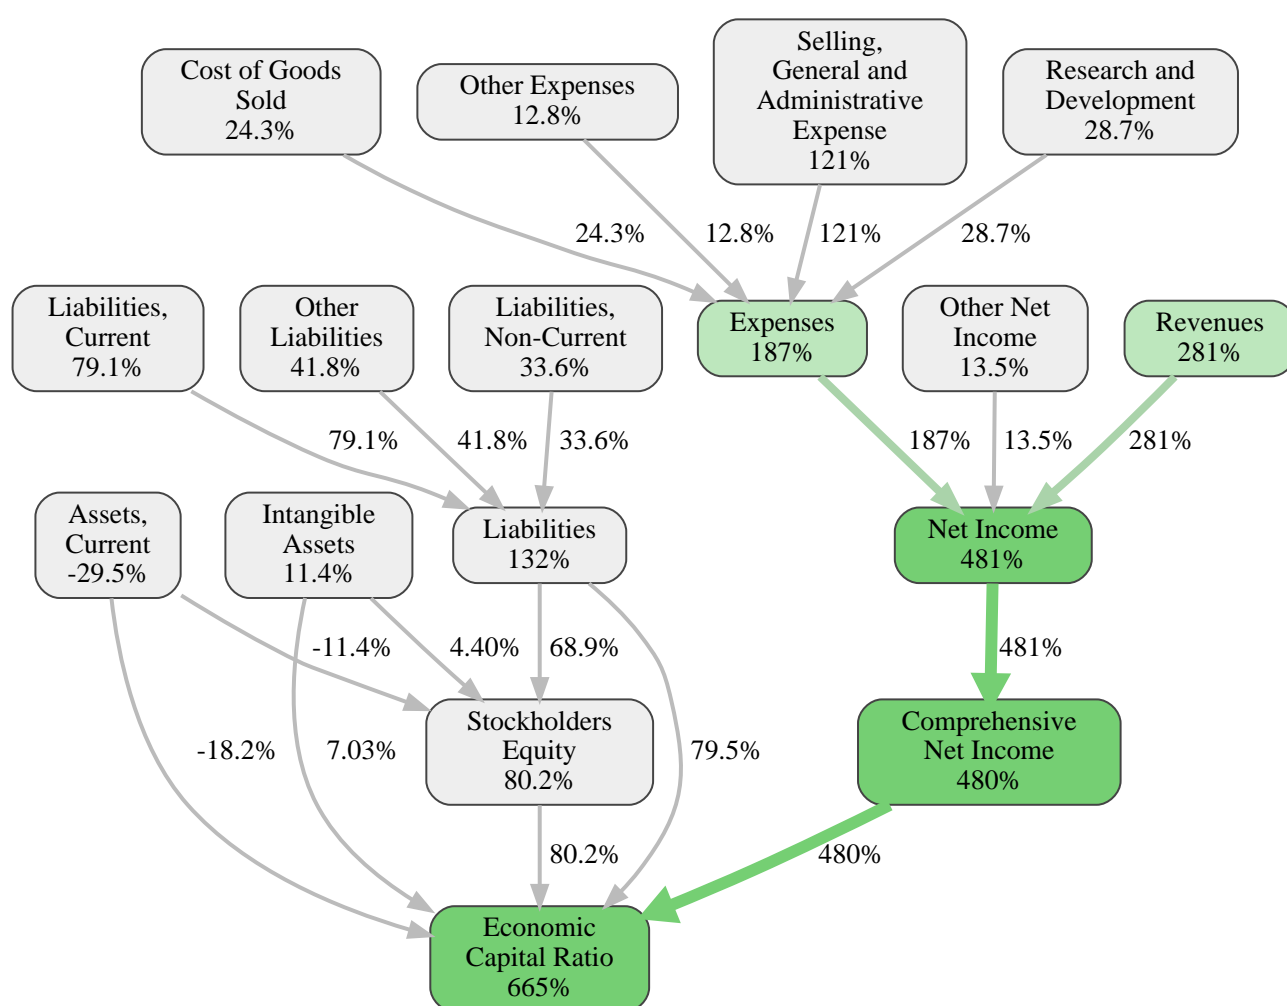 Cost of Goods
Sold
24.3%
Other Expenses
12.8%
Selling,
General and
Administrative
Expense
121%
Research and
Development
28.7%
24.3%
12.8%
121%
28.7%
Liabilities,
Current
79.1%
Other
Liabilities
41.8%
Liabilities,
Non-Current
33.6%
Expenses
187%
Other Net
Income
13.5%
Revenues
281%
79.1%
41.8%
33.6%
187%
13.5%
281%
Assets,
Current
-29.5%
Intangible
Assets
11.4%
Liabilities
132%
Net Income
481%
-11.4%
4.40%
68.9%
481%
Stockholders
Equity
80.2%
Comprehensive
Net Income
480%
-18.2%
7.03%
79.5%
80.2%
480%
Economic
Capital Ratio
665%